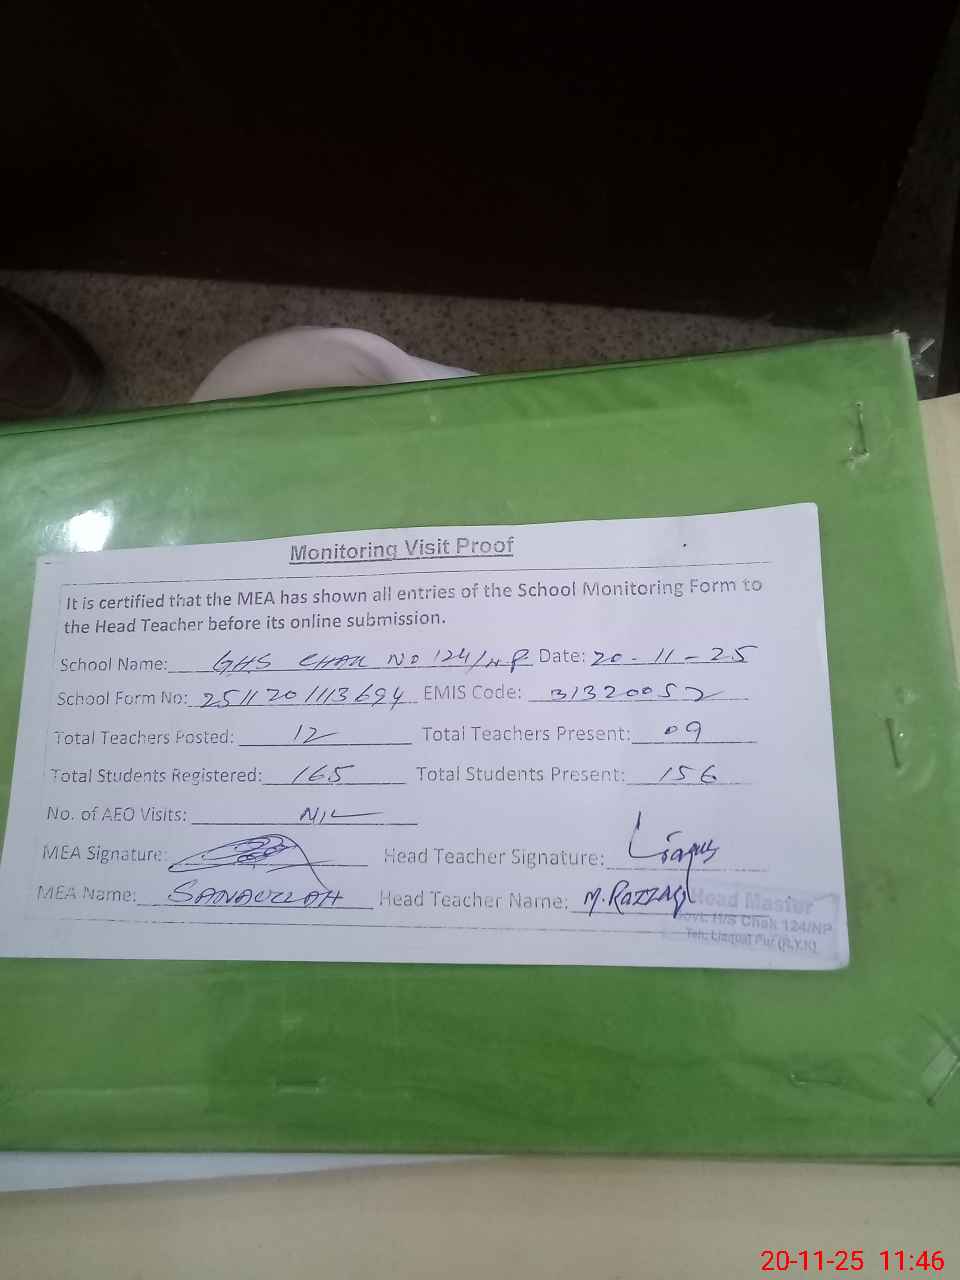 Monitoring Visit Proof
It is certified that the MEA has shown all entries of the School Monitoring Form to
the Head Teacher before its online submission.
School Name: GHS CHAK NO 124/NP Date: 20-11-25
School Form No: 2511201113694 EMIS Code: 31320052
Total Teachers Posted: 12 Total Teachers Present: 09
Total Students Registered: 165 Total Students Present: 156
No. of AEO Visits: NIL
MEA Signature: Head Teacher Signature:
MEA Name: SANAULLAH Head Teacher Name: M. RAZZAQ
Head Master
Govt. H/S Chak 124/NP
Teh: Liaquat Pur (R.Y.K)
20-11-25 11:46